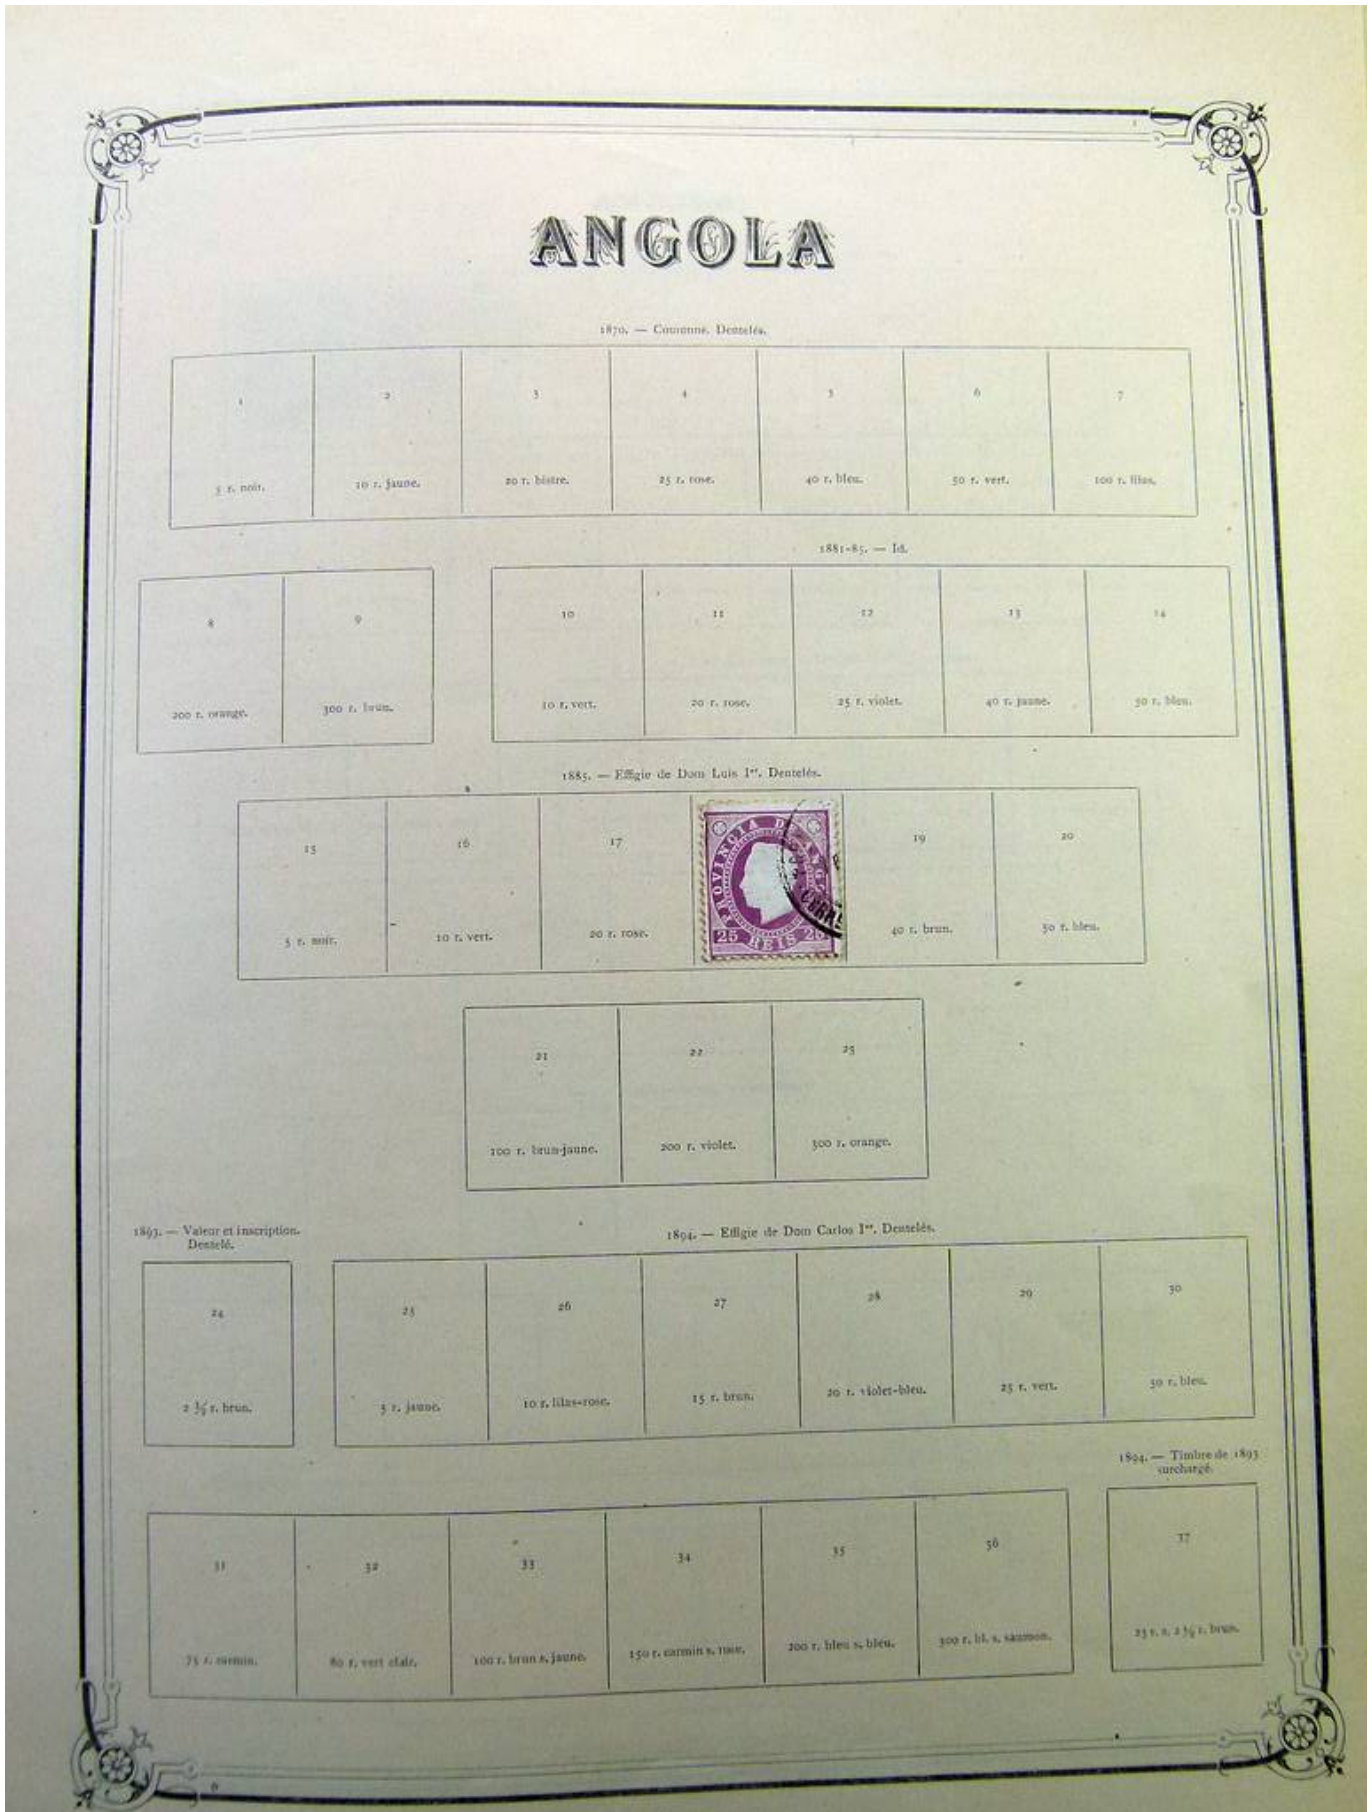 ANGOLA
1870. — Couronne. Dentelés.
1 2 3 4 5 6 7
5 r. noir. 10 r. jaune. 20 r. bistre. 25 r. rose. 40 r. bleu. 50 r. vert. 100 r. lilas.
1881-85. — Id.
8 9 10 11 12 13 14
200 r. orange. 300 r. brun. 10 r. vert. 20 r. rose. 25 r. violet. 40 r. jaune. 50 r. bleu.
1885. — Effigie de Dom Luis Iᵉʳ. Dentelés.
15 16 17 19 20
PROVINCIA D ANG
25 REIS 25
CORRE
5 r. noir. 10 r. vert. 20 r. rose. 40 r. brun. 50 r. bleu.
21 22 23
100 r. brun-jaune. 200 r. violet. 300 r. orange.
1893. — Valeur et inscription.
Dentelé.
1894. — Effigie de Dom Carlos Iᵉʳ. Dentelés.
24 25 26 27 28 29 30
2 ½ r. brun. 5 r. jaune. 10 r. lilas-rose. 15 r. brun. 20 r. violet-bleu. 25 r. vert. 50 r. bleu.
1894. — Timbre de 1893
surchargé.
31 32 33 34 35 36 37
75 r. carmin. 80 r. vert clair. 100 r. brun s. jaune. 150 r. carmin s. rose. 200 r. bleu s. bleu. 300 r. bl. s. saumon. 25 r. s. 2 ½ r. brun.